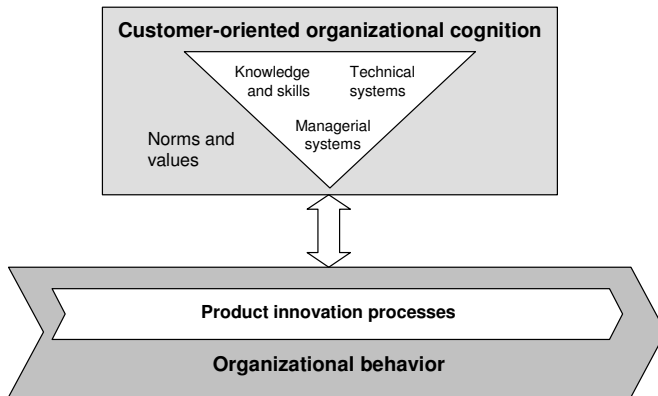 Customer-oriented organizational cognition
Knowledge
and skills
Technical
systems
Managerial
systems
Norms and
values
Product innovation processes
Organizational behavior